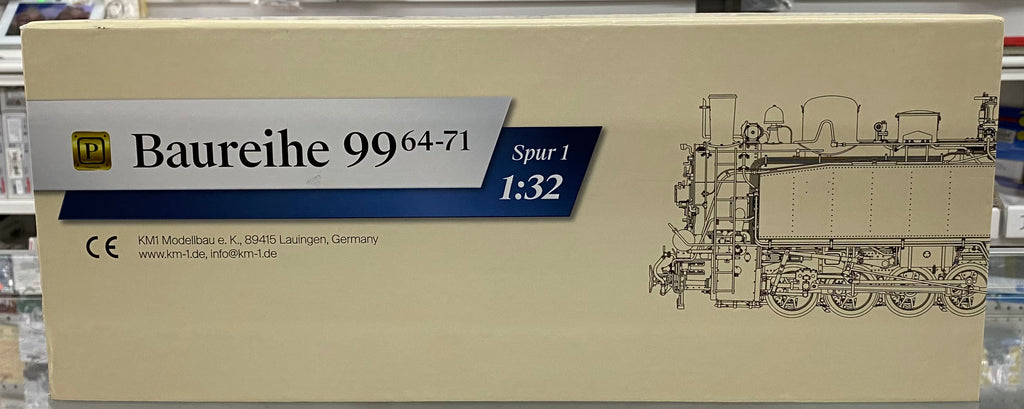 P
Baureihe 99 64-71
Spur 1
1:32
CE
KM1 Modellbau e. K., 89415 Lauingen, Germany
www.km-1.de, info@km-1.de